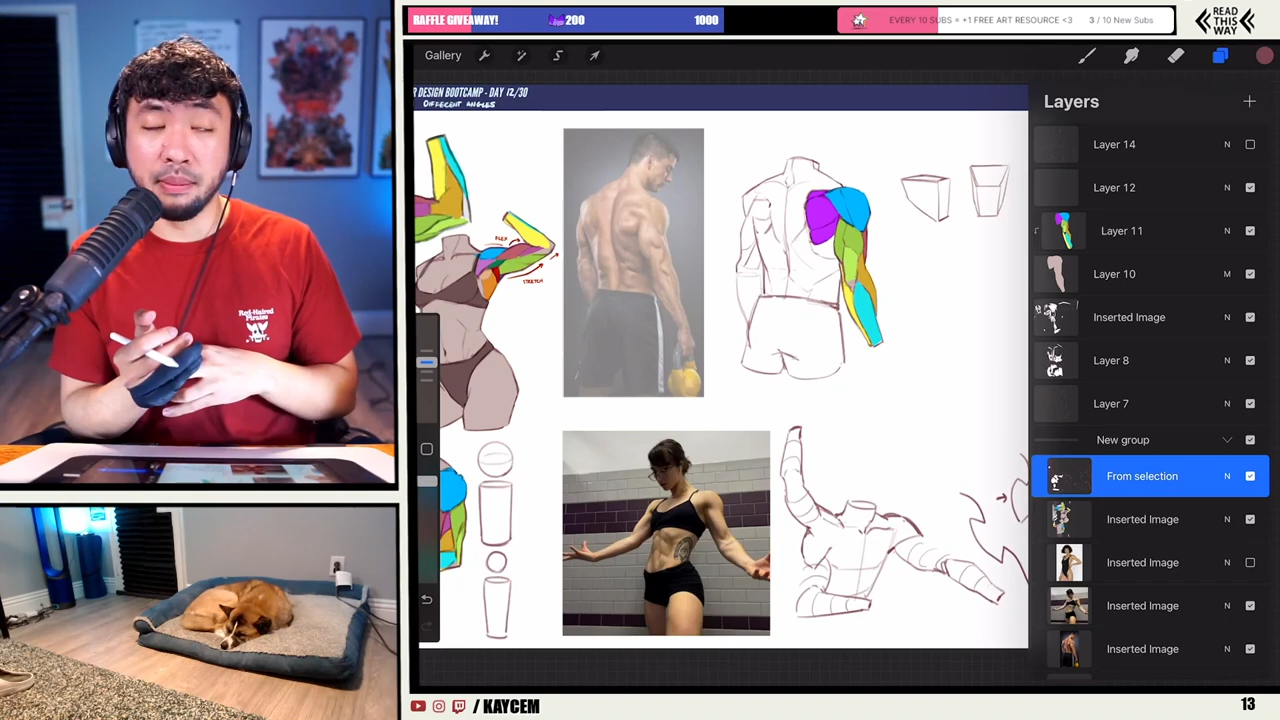 RAFFLE GIVEAWAY!
200
1000
EVERY 10 SUBS = +1 FREE ART RESOURCE <3
3 / 10 New Subs
READ
THIS
WAY
Gallery
R DESIGN BOOTCAMP - DAY 12/30
DIFFERENT ANGLES
FLEX
STRETCH
Red-Haired
Pirates
Layers
Layer 14
N
Layer 12
N
Layer 11
N
Layer 10
M
Inserted Image
N
Layer 8
N
Layer 7
N
New group
From selection
N
Inserted Image
N
Inserted Image
N
Inserted Image
N
Inserted Image
N
/ KAYCEM
13